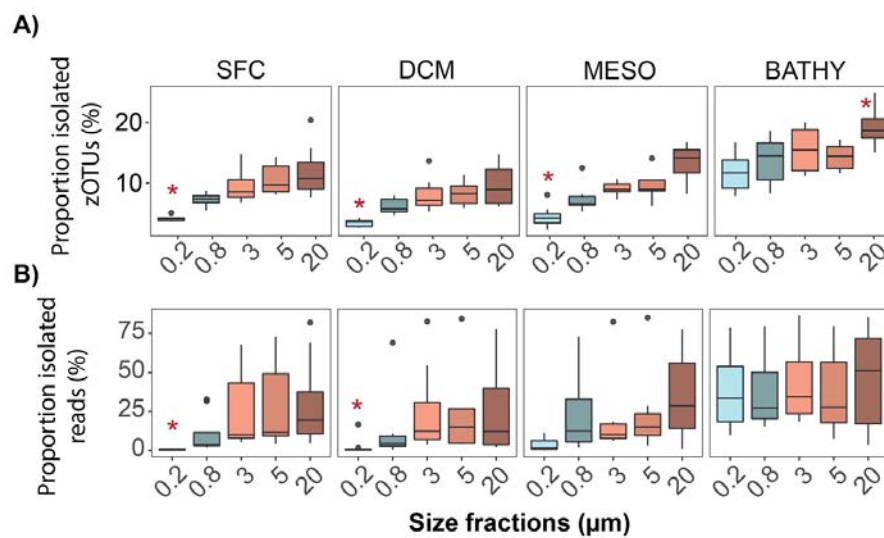 A)
SFC DCM MESO BATHY
Proportion isolated
zOTUs (%)
20
10
* * * *
0.2 0.8 3 5 20 0.2 0.8 3 5 20 0.2 0.8 3 5 20 0.2 0.8 3 5 20
B)
Proportion isolated
reads (%)
75
50
25
0
* *
0.2 0.8 3 5 20 0.2 0.8 3 5 20 0.2 0.8 3 5 20 0.2 0.8 3 5 20
Size fractions (µm)